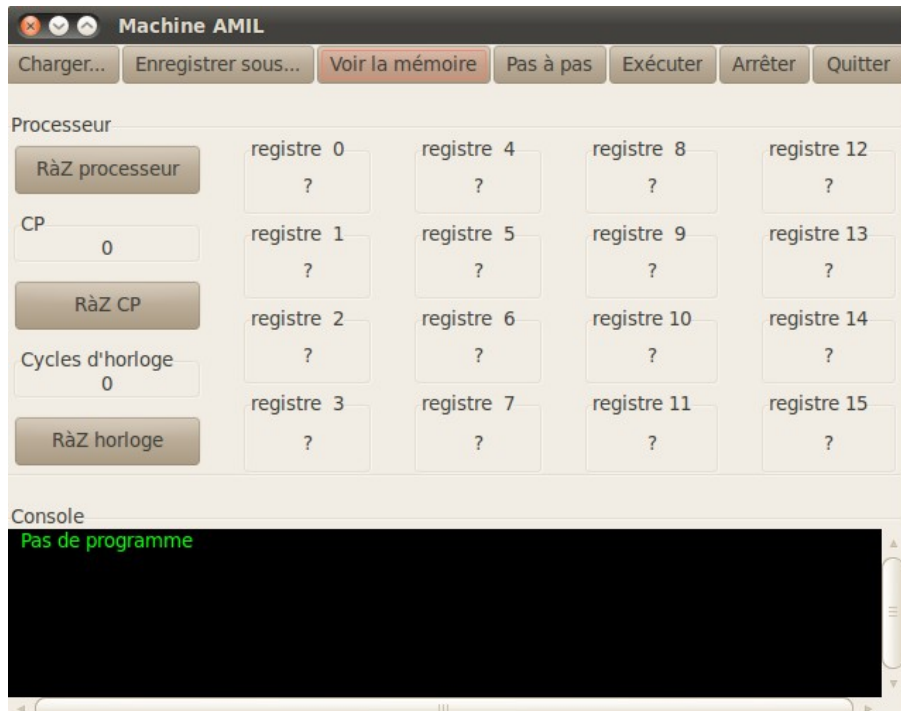 Machine AMIL
Charger... Enregistrer sous... Voir la mémoire Pas à pas Exécuter Arrêter Quitter
Processeur
RàZ processeur
CP
0
RàZ CP
Cycles d'horloge
0
RàZ horloge
registre 0 registre 4 registre 8 registre 12
? ? ? ?
registre 1 registre 5 registre 9 registre 13
? ? ? ?
registre 2 registre 6 registre 10 registre 14
? ? ? ?
registre 3 registre 7 registre 11 registre 15
? ? ? ?
Console
Pas de programme